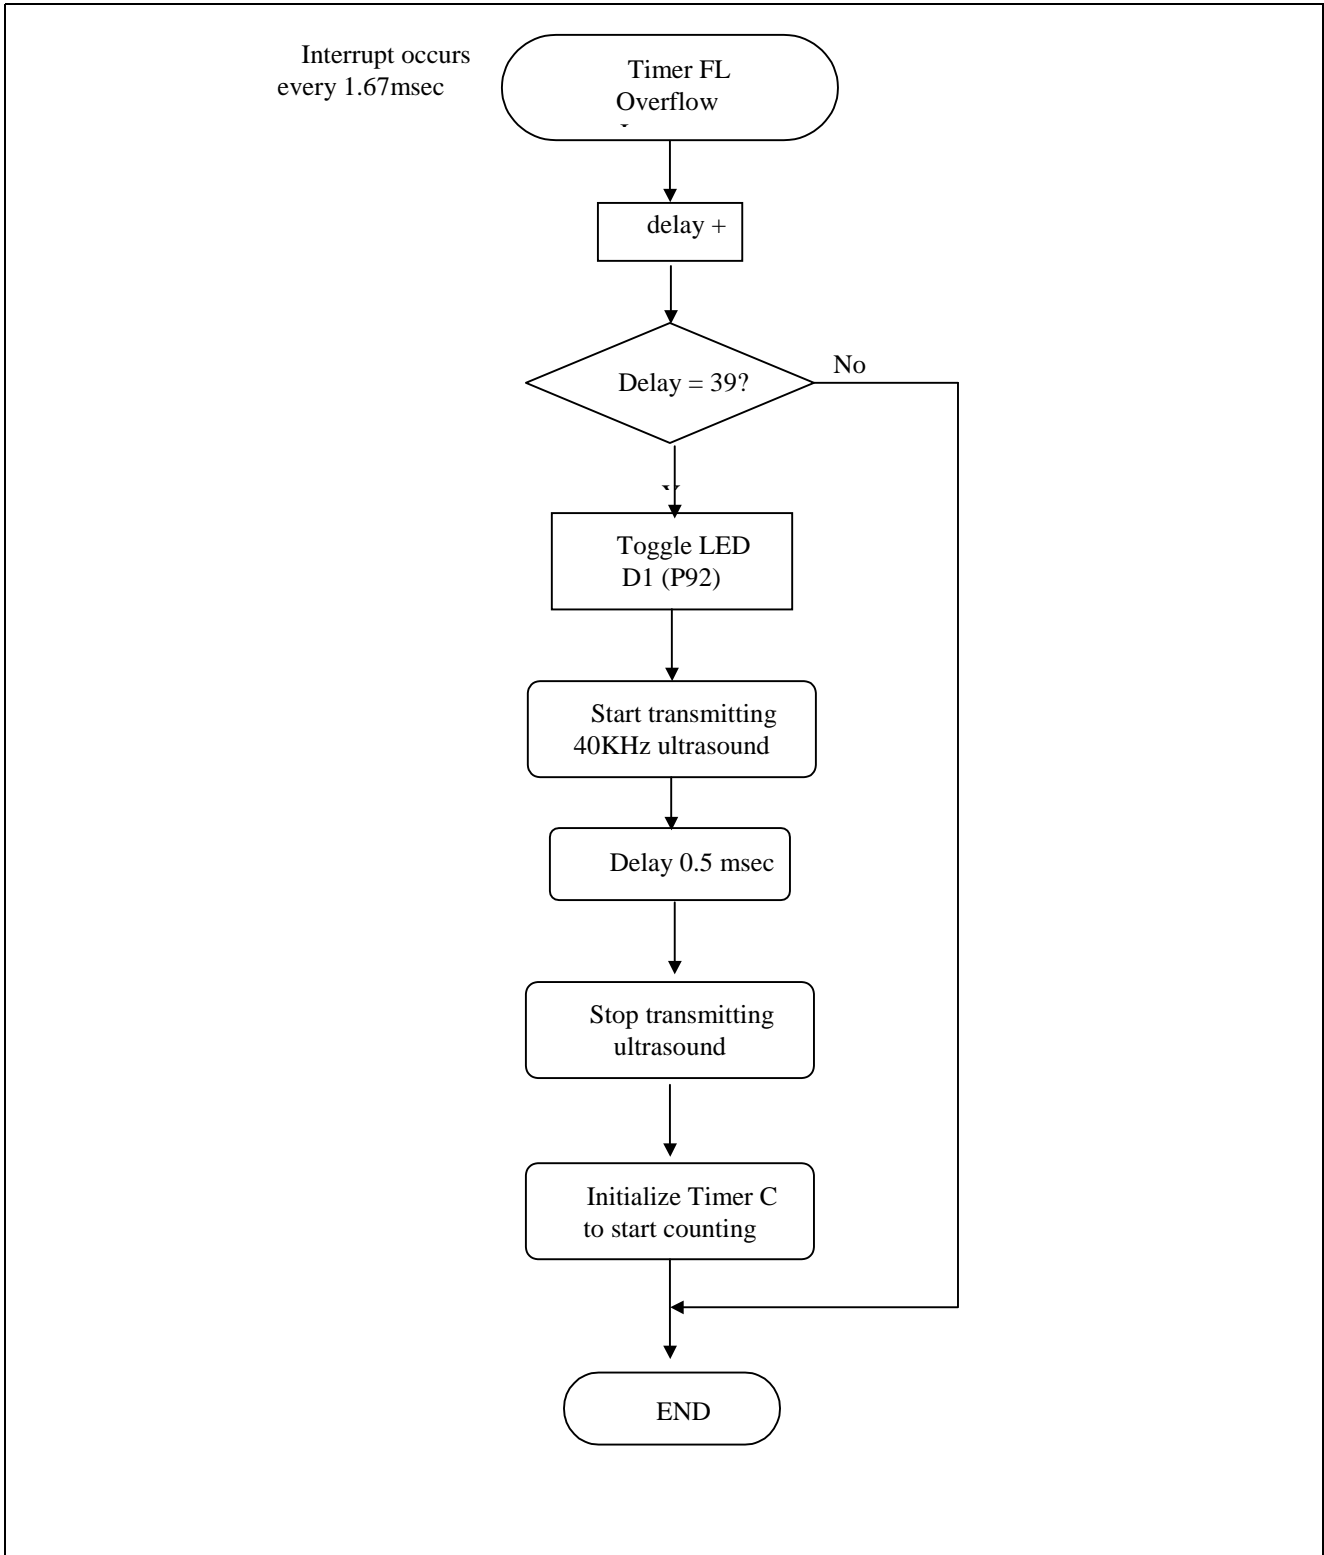 Interrupt occurs
every 1.67msec
Timer FL
Overflow
delay +
Delay = 39?
No
Toggle LED
D1 (P92)
Start transmitting
40KHz ultrasound
Delay 0.5 msec
Stop transmitting
ultrasound
Initialize Timer C
to start counting
END